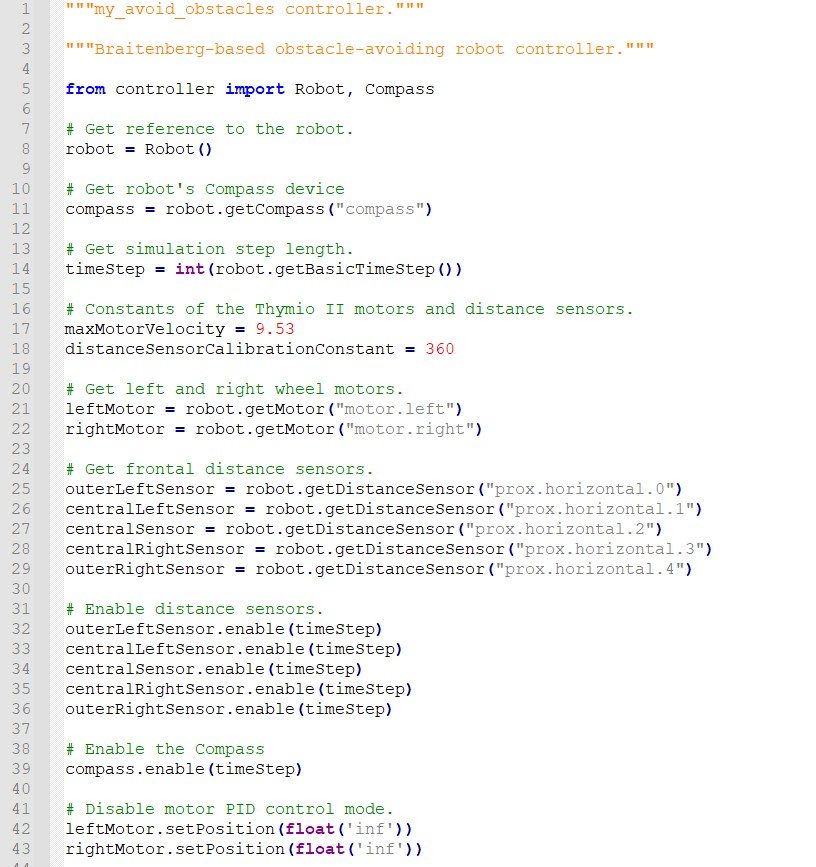 1 """my_avoid_obstacles controller."""
2
3 """Braitenberg-based obstacle-avoiding robot controller."""
4
5 from controller import Robot, Compass
6
7 # Get reference to the robot.
8 robot = Robot()
9
10 # Get robot's Compass device
11 compass = robot.getCompass("compass")
12
13 # Get simulation step length.
14 timeStep = int(robot.getBasicTimeStep())
15
16 # Constants of the Thymio II motors and distance sensors.
17 maxMotorVelocity = 9.53
18 distanceSensorCalibrationConstant = 360
19
20 # Get left and right wheel motors.
21 leftMotor = robot.getMotor("motor.left")
22 rightMotor = robot.getMotor("motor.right")
23
24 # Get frontal distance sensors.
25 outerLeftSensor = robot.getDistanceSensor("prox.horizontal.0")
26 centralLeftSensor = robot.getDistanceSensor("prox.horizontal.1")
27 centralSensor = robot.getDistanceSensor("prox.horizontal.2")
28 centralRightSensor = robot.getDistanceSensor("prox.horizontal.3")
29 outerRightSensor = robot.getDistanceSensor("prox.horizontal.4")
30
31 # Enable distance sensors.
32 outerLeftSensor.enable(timeStep)
33 centralLeftSensor.enable(timeStep)
34 centralSensor.enable(timeStep)
35 centralRightSensor.enable(timeStep)
36 outerRightSensor.enable(timeStep)
37
38 # Enable the Compass
39 compass.enable(timeStep)
40
41 # Disable motor PID control mode.
42 leftMotor.setPosition(float('inf'))
43 rightMotor.setPosition(float('inf'))